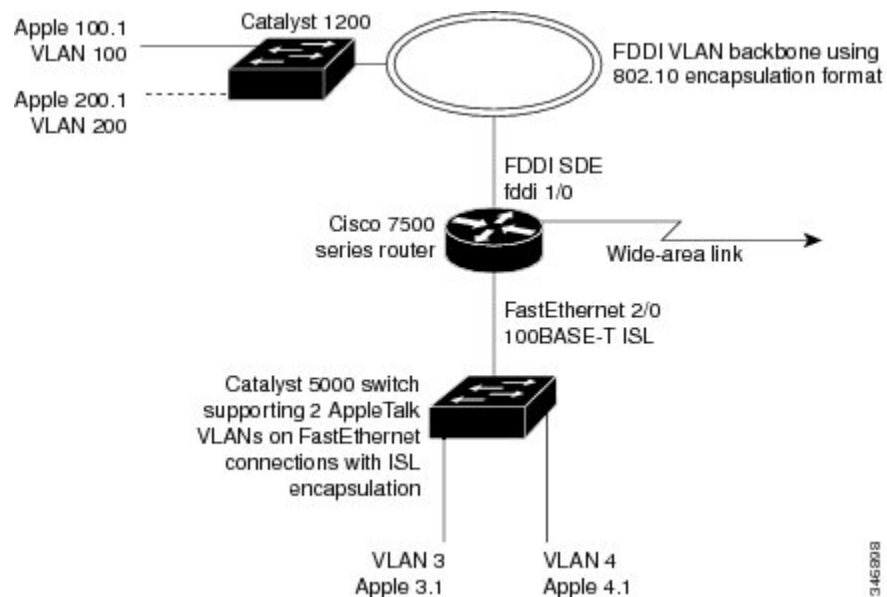 Apple 100.1
VLAN 100
Catalyst 1200
Apple 200.1
VLAN 200
FDDI VLAN backbone using
802.10 encapsulation format
FDDI SDE
fddi 1/0
Cisco 7500
series router
Wide-area link
FastEthernet 2/0
100BASE-T ISL
Catalyst 5000 switch
supporting 2 AppleTalk
VLANs on FastEthernet
connections with ISL
encapsulation
VLAN 3
Apple 3.1
VLAN 4
Apple 4.1
346898